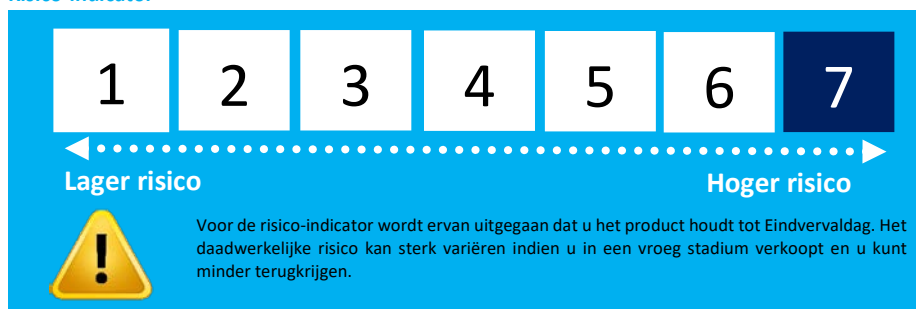 Risico-indicator
1 2 3 4 5 6 7
Lager risico Hoger risico
!
Voor de risico-indicator wordt ervan uitgegaan dat u het product houdt tot Eindvervaldag. Het
daadwerkelijke risico kan sterk variëren indien u in een vroeg stadium verkoopt en u kunt
minder terugkrijgen.